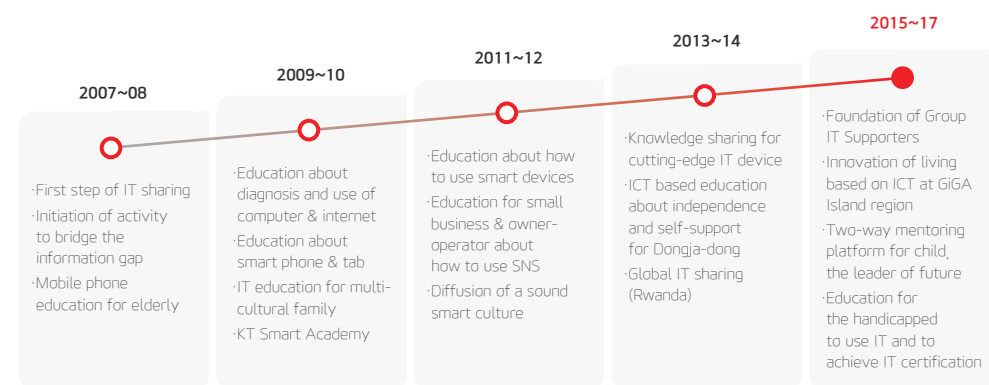 2007~08
·First step of IT sharing
·Initiation of activity
to bridge the
information gap
·Mobile phone
education for elderly
2009~10
·Education about
diagnosis and use of
computer & internet
·Education about
smart phone & tab
·IT education for multi-
cultural family
·KT Smart Academy
2011~12
·Education about how
to use smart devices
·Education for small
business & owner-
operator about
how to use SNS
·Diffusion of a sound
smart culture
2013~14
·Knowledge sharing for
cutting-edge IT device
·ICT based education
about independence
and self-support
for Dongja-dong
·Global IT sharing
(Rwanda)
2015~17
·Foundation of Group
IT Supporters
·Innovation of living
based on ICT at GiGA
Island region
·Two-way mentoring
platform for child,
the leader of future
·Education for
the handicapped
to use IT and to
achieve IT certification